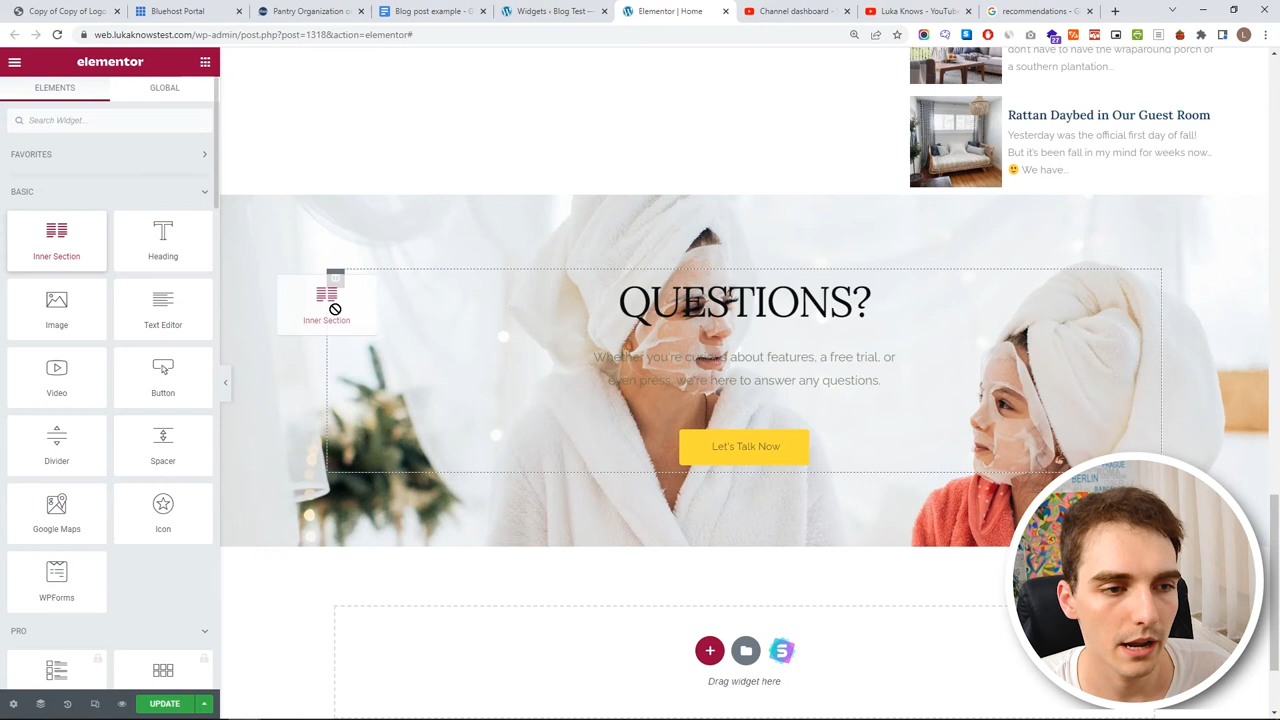 Copy of Copy of Logo
Bluehost Portal
Pantry Organization o
Blog post example - G
Widgets ‹ Blog Test —
Elementor | Home
Channel dashboard -
Luka Knows - YouTube
recommendations - G
web.lukaknowstest.com/wp-admin/post.php?post=1318&action=elementor#
27
L
elementor
ELEMENTS
GLOBAL
Search Widget...
FAVORITES
BASIC
Inner Section
Heading
Image
Text Editor
Video
Button
Divider
Spacer
Google Maps
Icon
WPForms
PRO
UPDATE
don't have to have the wraparound porch of
a southern plantation...
Rattan Daybed in Our Guest Room
Yesterday was the official first day of fall!
But it's been fall in my mind for weeks now…
We have...
Inner Section
QUESTIONS?
Whether you're curious about features, a free trial, or
even press, we're here to answer any questions.
Let's Talk Now
PRAGUE
BERLIN
Drag widget here